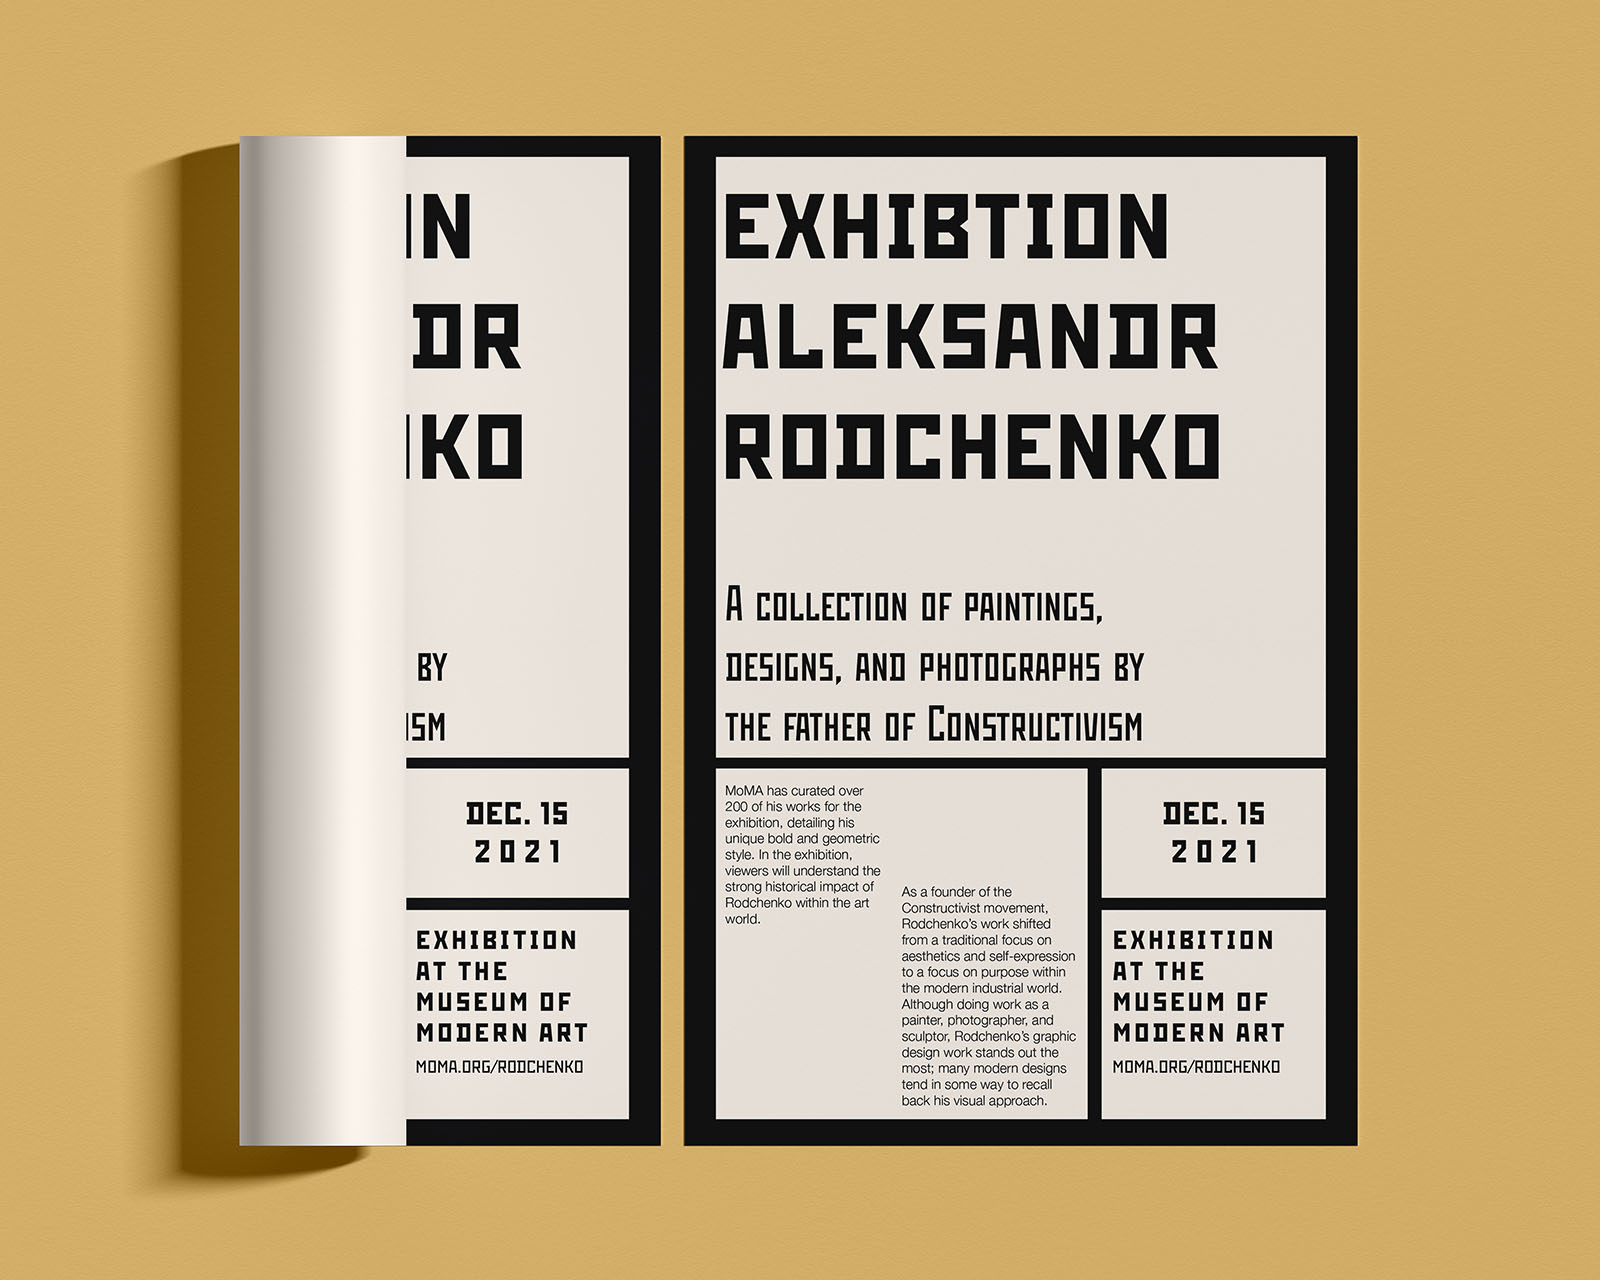 N
DR
KO
BY
SM
DEC. 15
2021
EXHIBITION
AT THE
MUSEUM OF
MODERN ART
MOMA.ORG/RODCHENKO
EXHIBTION
ALEKSANDR
RODCHENKO
A COLLECTION OF PAINTINGS,
DESIGNS, AND PHOTOGRAPHS BY
THE FATHER OF CONSTRUCTIVISM
MoMA has curated over
200 of his works for the
exhibition, detailing his
unique bold and geometric
style. In the exhibition,
viewers will understand the
strong historical impact of
Rodchenko within the art
world.
As a founder of the
Constructivist movement,
Rodchenko's work shifted
from a traditional focus on
aesthetics and self-expression
to a focus on purpose within
the modern industrial world.
Although doing work as a
painter, photographer, and
sculptor, Rodchenko's graphic
design work stands out the
most; many modern designs
tend in some way to recall
back his visual approach.
DEC. 15
2021
EXHIBITION
AT THE
MUSEUM OF
MODERN ART
MOMA.ORG/RODCHENKO